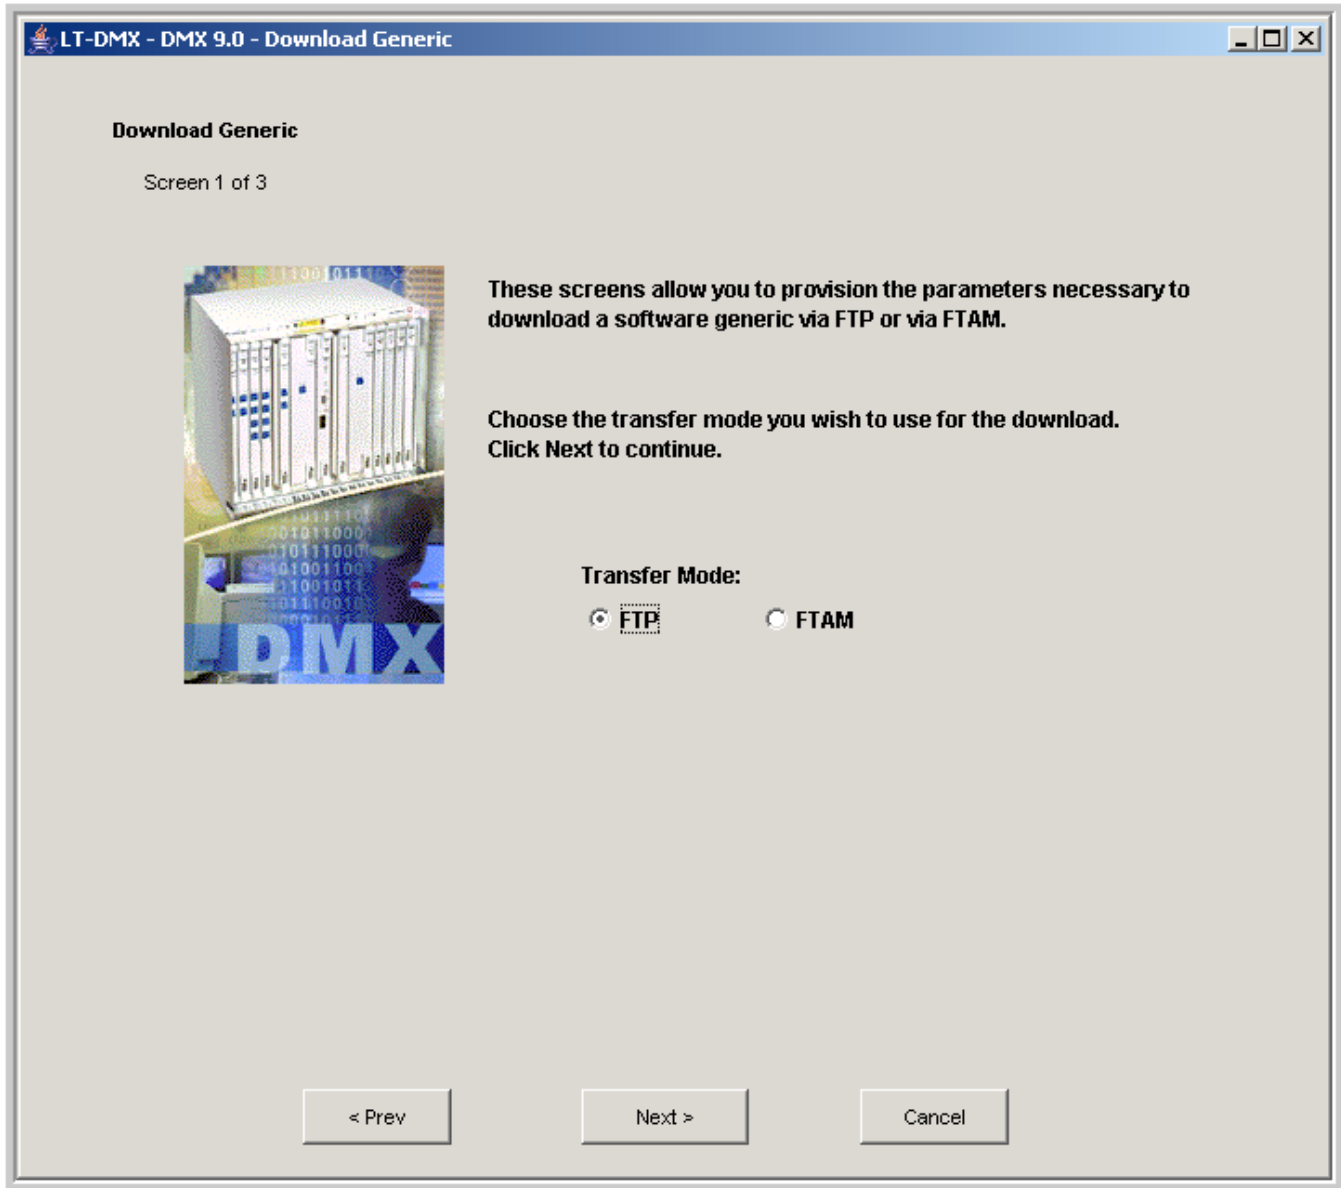 LT-DMX - DMX 9.0 - Download Generic
Download Generic
Screen 1 of 3
These screens allow you to provision the parameters necessary to
download a software generic via FTP or via FTAM.
Choose the transfer mode you wish to use for the download.
Click Next to continue.
DMX
Transfer Mode:
FTP
FTAM
< Prev
Next >
Cancel